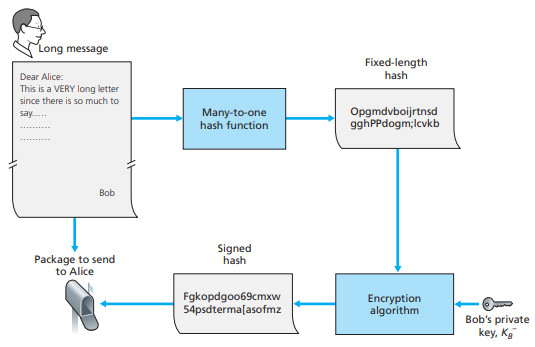 Long message
Dear Alice:
This is a VERY long letter
since there is so much to
say.....
..........
..........
Bob
Many-to-one
hash function
Fixed-length
hash
Opgmdvboijrtnsd
gghPPdogm;lcvkb
Package to send
to Alice
Signed
hash
Fgkopdgoo69cmxw
54psdterma[asofmz
Encryption
algorithm
Bob's private
key, K_B^-